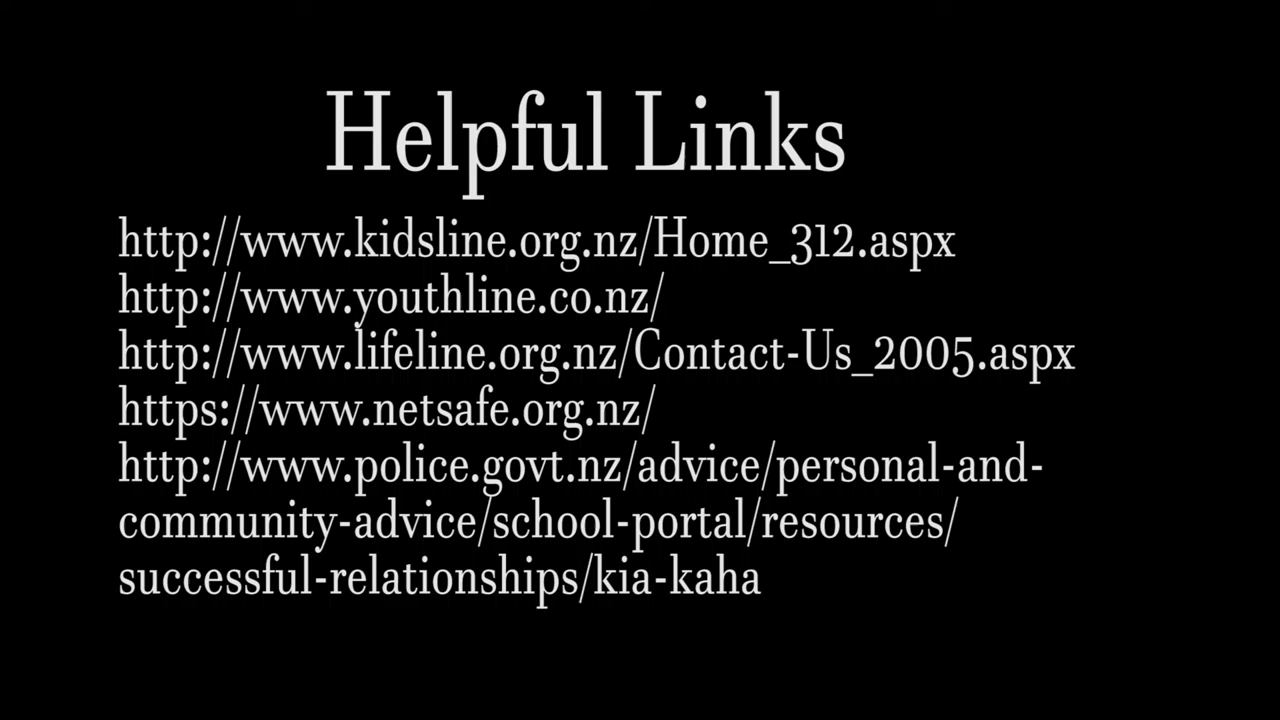 Helpful Links
http://www.kidsline.org.nz/Home_312.aspx
http://www.youthline.co.nz/
http://www.lifeline.org.nz/Contact-Us_2005.aspx
https://www.netsafe.org.nz/
http://www.police.govt.nz/advice/personal-and-
community-advice/school-portal/resources/
successful-relationships/kia-kaha